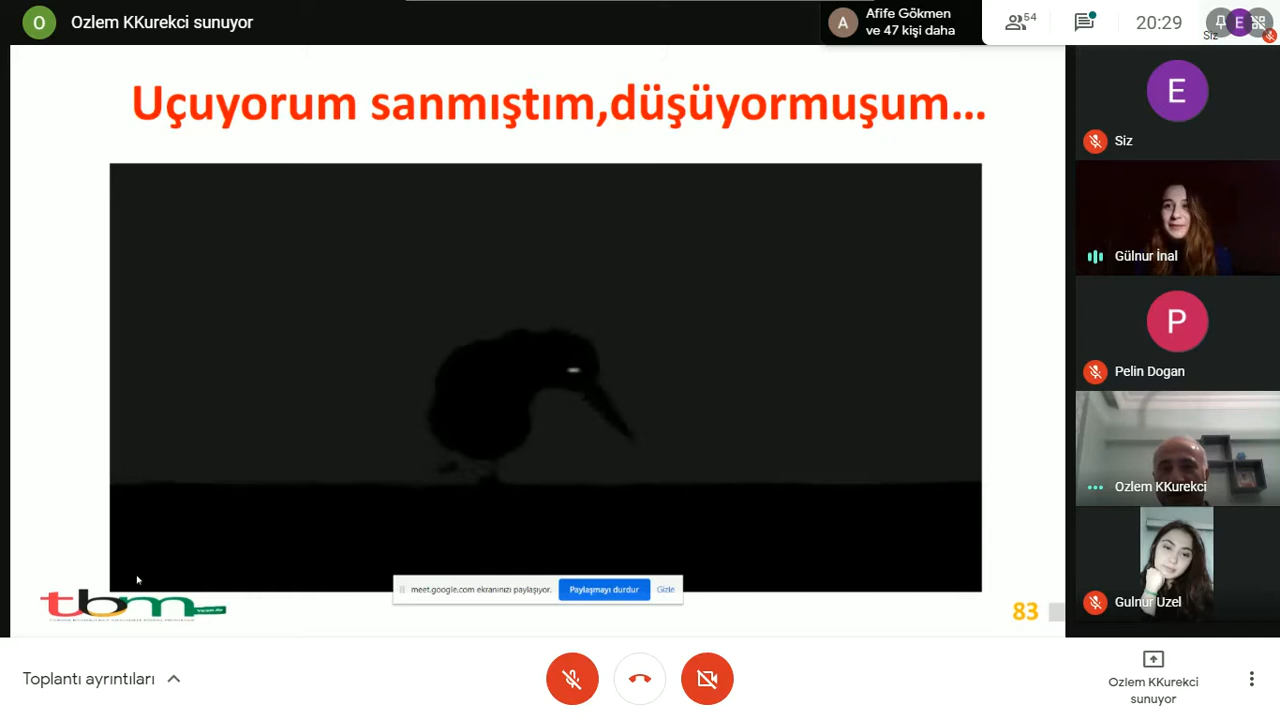 O
Ozlem KKurekci sunuyor
A
Afife Gökmen
ve 47 kişi daha
54
20:29
E
Siz
Uçuyorum sanmıştım,düşüyormuşum...
E
Siz
Gülnur İnal
P
Pelin Dogan
Ozlem KKurekci
Gulnur Uzel
meet.google.com ekranınızı paylaşıyor.
Paylaşmayı durdur
Gizle
tbm
83
Toplantı ayrıntıları
Ozlem KKurekci
sunuyor